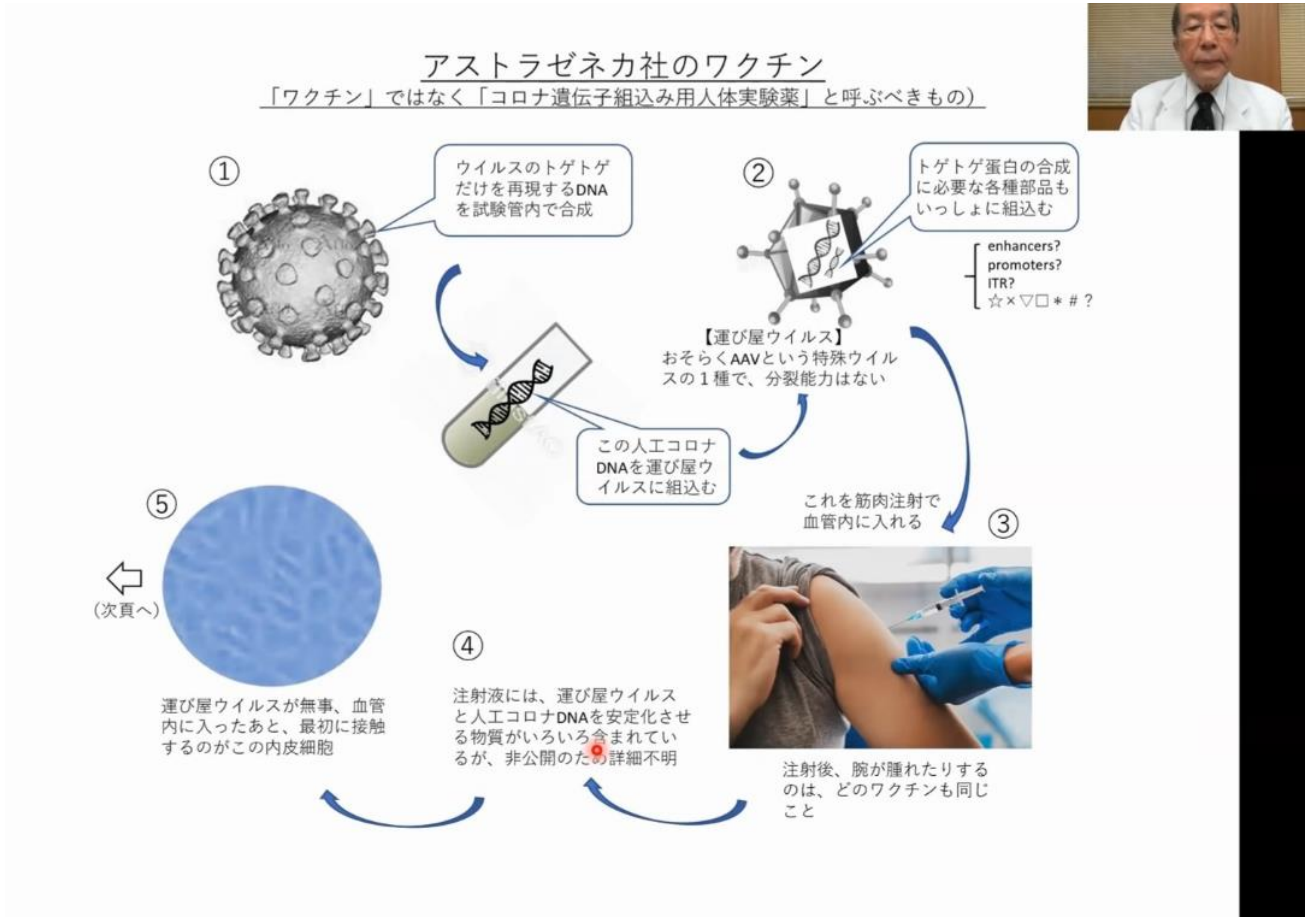 アストラゼネカ社のワクチン
「ワクチン」ではなく「コロナ遺伝子組込み用人体実験薬」と呼ぶべきもの）
①
ウイルスのトゲトゲ
だけを再現するDNA
を試験管内で合成
②
トゲトゲ蛋白の合成
に必要な各種部品も
いっしょに組込む
enhancers?
promoters?
ITR?
☆×▽□＊＃？
【運び屋ウイルス】
おそらくAAVという特殊ウイル
スの１種で、分裂能力はない
この人工コロナ
DNAを運び屋ウ
イルスに組込む
これを筋肉注射で
血管内に入れる
③
注射後、腕が腫れたりする
のは、どのワクチンも同じ
こと
④
注射液には、運び屋ウイルス
と人工コロナDNAを安定化させ
る物質がいろいろ含まれてい
るが、非公開のため詳細不明
⑤
（次頁へ）
運び屋ウイルスが無事、血管
内に入ったあと、最初に接触
するのがこの内皮細胞